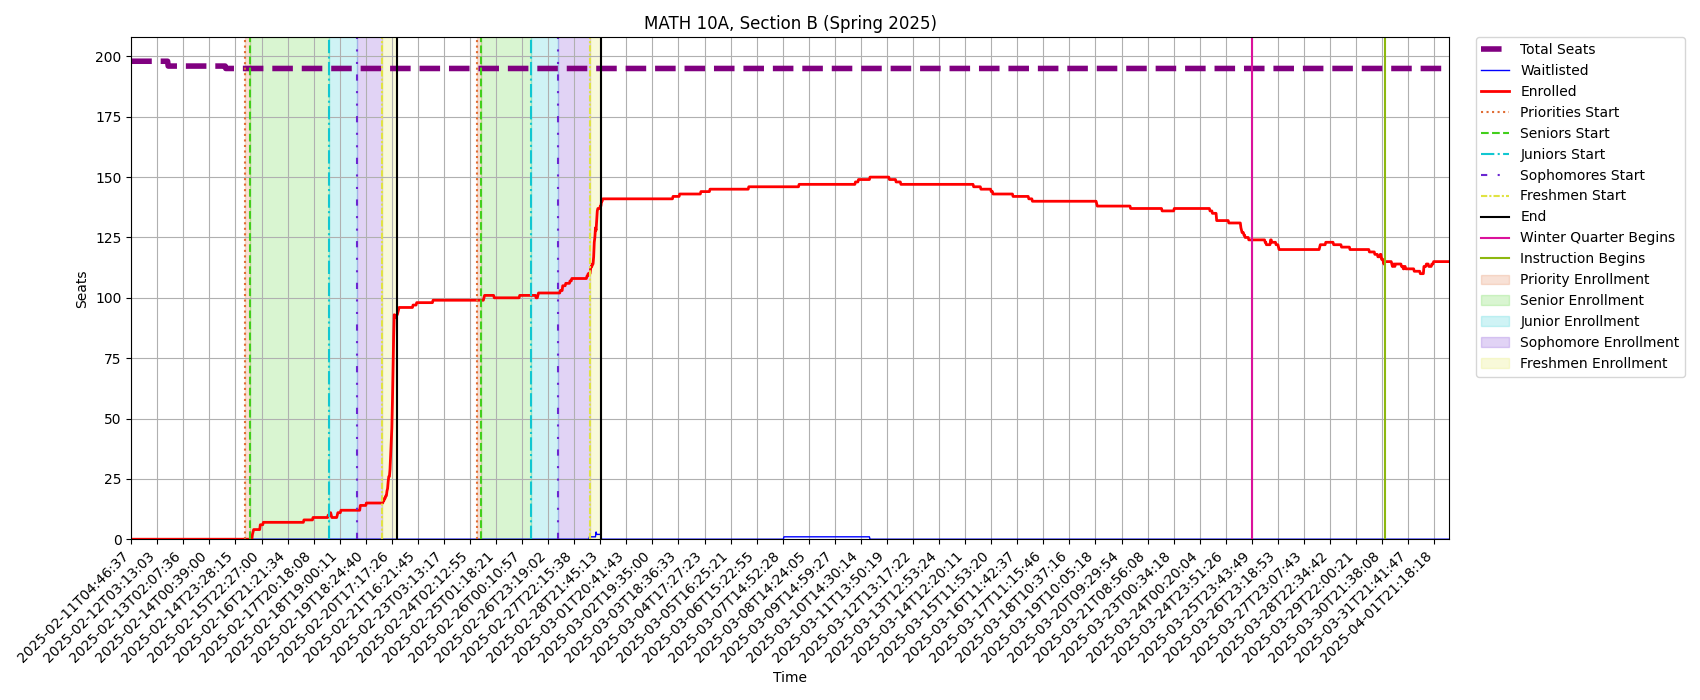 MATH 10A, Section B (Spring 2025)
Seats
200
175
150
125
100
75
50
25
0
2025-02-11T04:46:37
2025-02-12T03:13:03
2025-02-13T02:07:36
2025-02-14T00:39:00
2025-02-14T23:28:15
2025-02-15T22:27:00
2025-02-16T21:21:34
2025-02-17T20:18:08
2025-02-18T19:00:11
2025-02-19T18:24:40
2025-02-20T17:17:26
2025-02-21T16:21:45
2025-02-23T03:13:17
2025-02-24T02:12:55
2025-02-25T01:18:21
2025-02-26T00:10:57
2025-02-26T23:19:02
2025-02-27T22:15:38
2025-02-28T21:45:13
2025-03-01T20:41:43
2025-03-02T19:35:00
2025-03-03T18:36:33
2025-03-04T17:27:23
2025-03-05T16:25:21
2025-03-06T15:22:55
2025-03-07T14:52:28
2025-03-08T14:24:05
2025-03-09T14:59:27
2025-03-10T14:30:14
2025-03-11T13:50:19
2025-03-12T13:17:22
2025-03-13T12:53:24
2025-03-14T12:20:11
2025-03-15T11:53:20
2025-03-16T11:42:37
2025-03-17T11:15:46
2025-03-18T10:37:16
2025-03-19T10:05:18
2025-03-20T09:29:54
2025-03-21T08:56:08
2025-03-23T00:34:18
2025-03-24T00:20:04
2025-03-24T23:51:26
2025-03-25T23:43:49
2025-03-26T23:18:53
2025-03-27T23:07:43
2025-03-28T22:34:42
2025-03-29T22:00:21
2025-03-30T21:38:08
2025-03-31T21:41:47
2025-04-01T21:18:18
Time
Total Seats
Waitlisted
Enrolled
Priorities Start
Seniors Start
Juniors Start
Sophomores Start
Freshmen Start
End
Winter Quarter Begins
Instruction Begins
Priority Enrollment
Senior Enrollment
Junior Enrollment
Sophomore Enrollment
Freshmen Enrollment